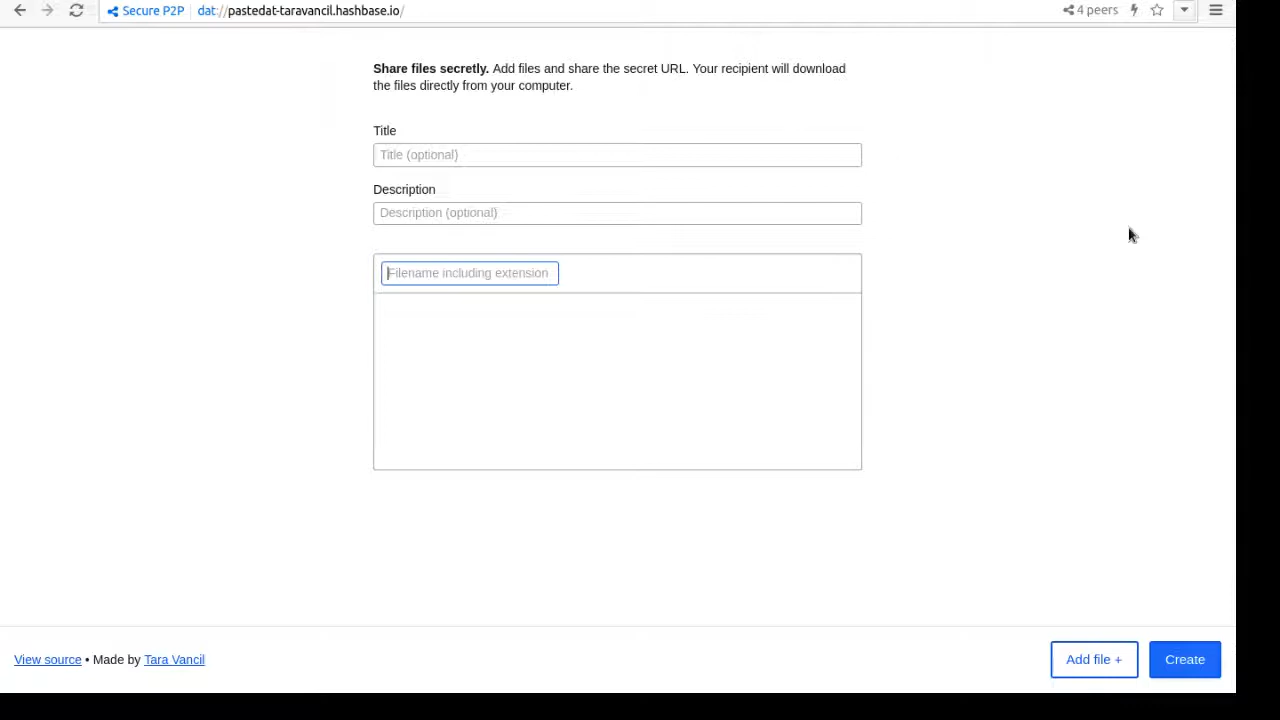 Secure P2P dat://pastedat-taravancil.hashbase.io/ 4 peers
Share files secretly. Add files and share the secret URL. Your recipient will download
the files directly from your computer.
Title
Title (optional)
Description
Description (optional)
Filename including extension
View source • Made by Tara Vancil Add file + Create